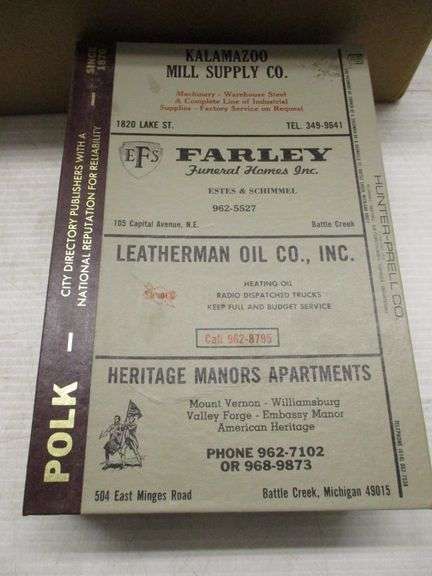 KALAMAZOO
MILL SUPPLY CO.
Machinery - Warehouse Steel
- A Complete Line of Industrial
Supplies - Factory Service on Request
1820 LAKE ST. TEL. 349-9641
EFS
FARLEY
Funeral Homes Inc.
ESTES & SCHIMMEL
962-5527
105 Capital Avenue, N.E. Battle Creek
LEATHERMAN OIL CO., INC.
HEATING OIL
RADIO DISPATCHED TRUCKS
KEEP FULL AND BUDGET SERVICE
Call 962-8795
HERITAGE MANORS APARTMENTS
Mount Vernon - Williamsburg
Valley Forge - Embassy Manor
American Heritage
PHONE 962-7102
OR 968-9873
504 East Minges Road Battle Creek, Michigan 49015
POLK — CITY DIRECTORY PUBLISHERS WITH A
NATIONAL REPUTATION FOR RELIABILITY — SINCE
1870
HUNTER-PRELL CO.